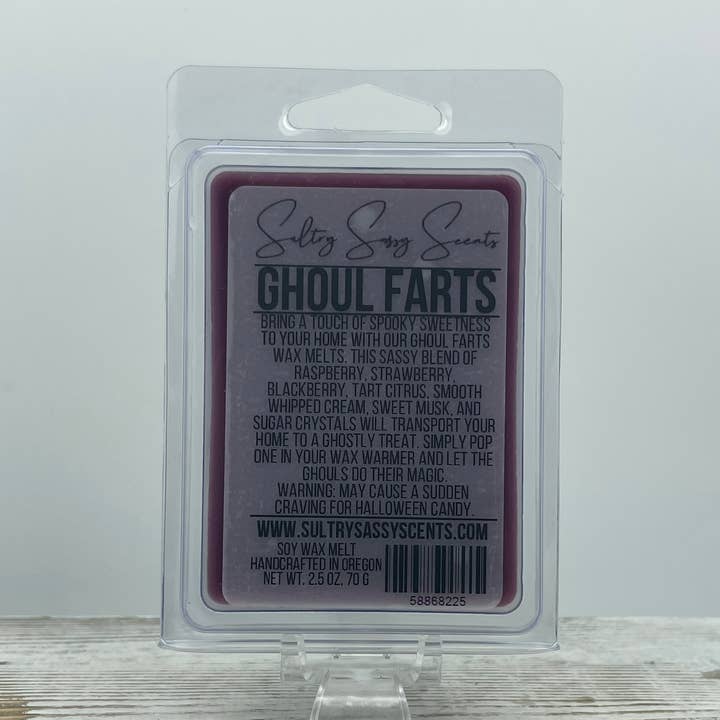 Sultry Sassy Scents
GHOUL FARTS
BRING A TOUCH OF SPOOKY SWEETNESS
TO YOUR HOME WITH OUR GHOUL FARTS
WAX MELTS. THIS SASSY BLEND OF
RASPBERRY, STRAWBERRY,
BLACKBERRY, TART CITRUS, SMOOTH
WHIPPED CREAM, SWEET MUSK, AND
SUGAR CRYSTALS WILL TRANSPORT YOUR
HOME TO A GHOSTLY TREAT. SIMPLY POP
ONE IN YOUR WAX WARMER AND LET THE
GHOULS DO THEIR MAGIC.
WARNING: MAY CAUSE A SUDDEN
CRAVING FOR HALLOWEEN CANDY.
WWW.SULTRYSASSYSCENTS.COM
SOY WAX MELT
HANDCRAFTED IN OREGON
NET WT. 2.5 OZ, 70 G
58868225